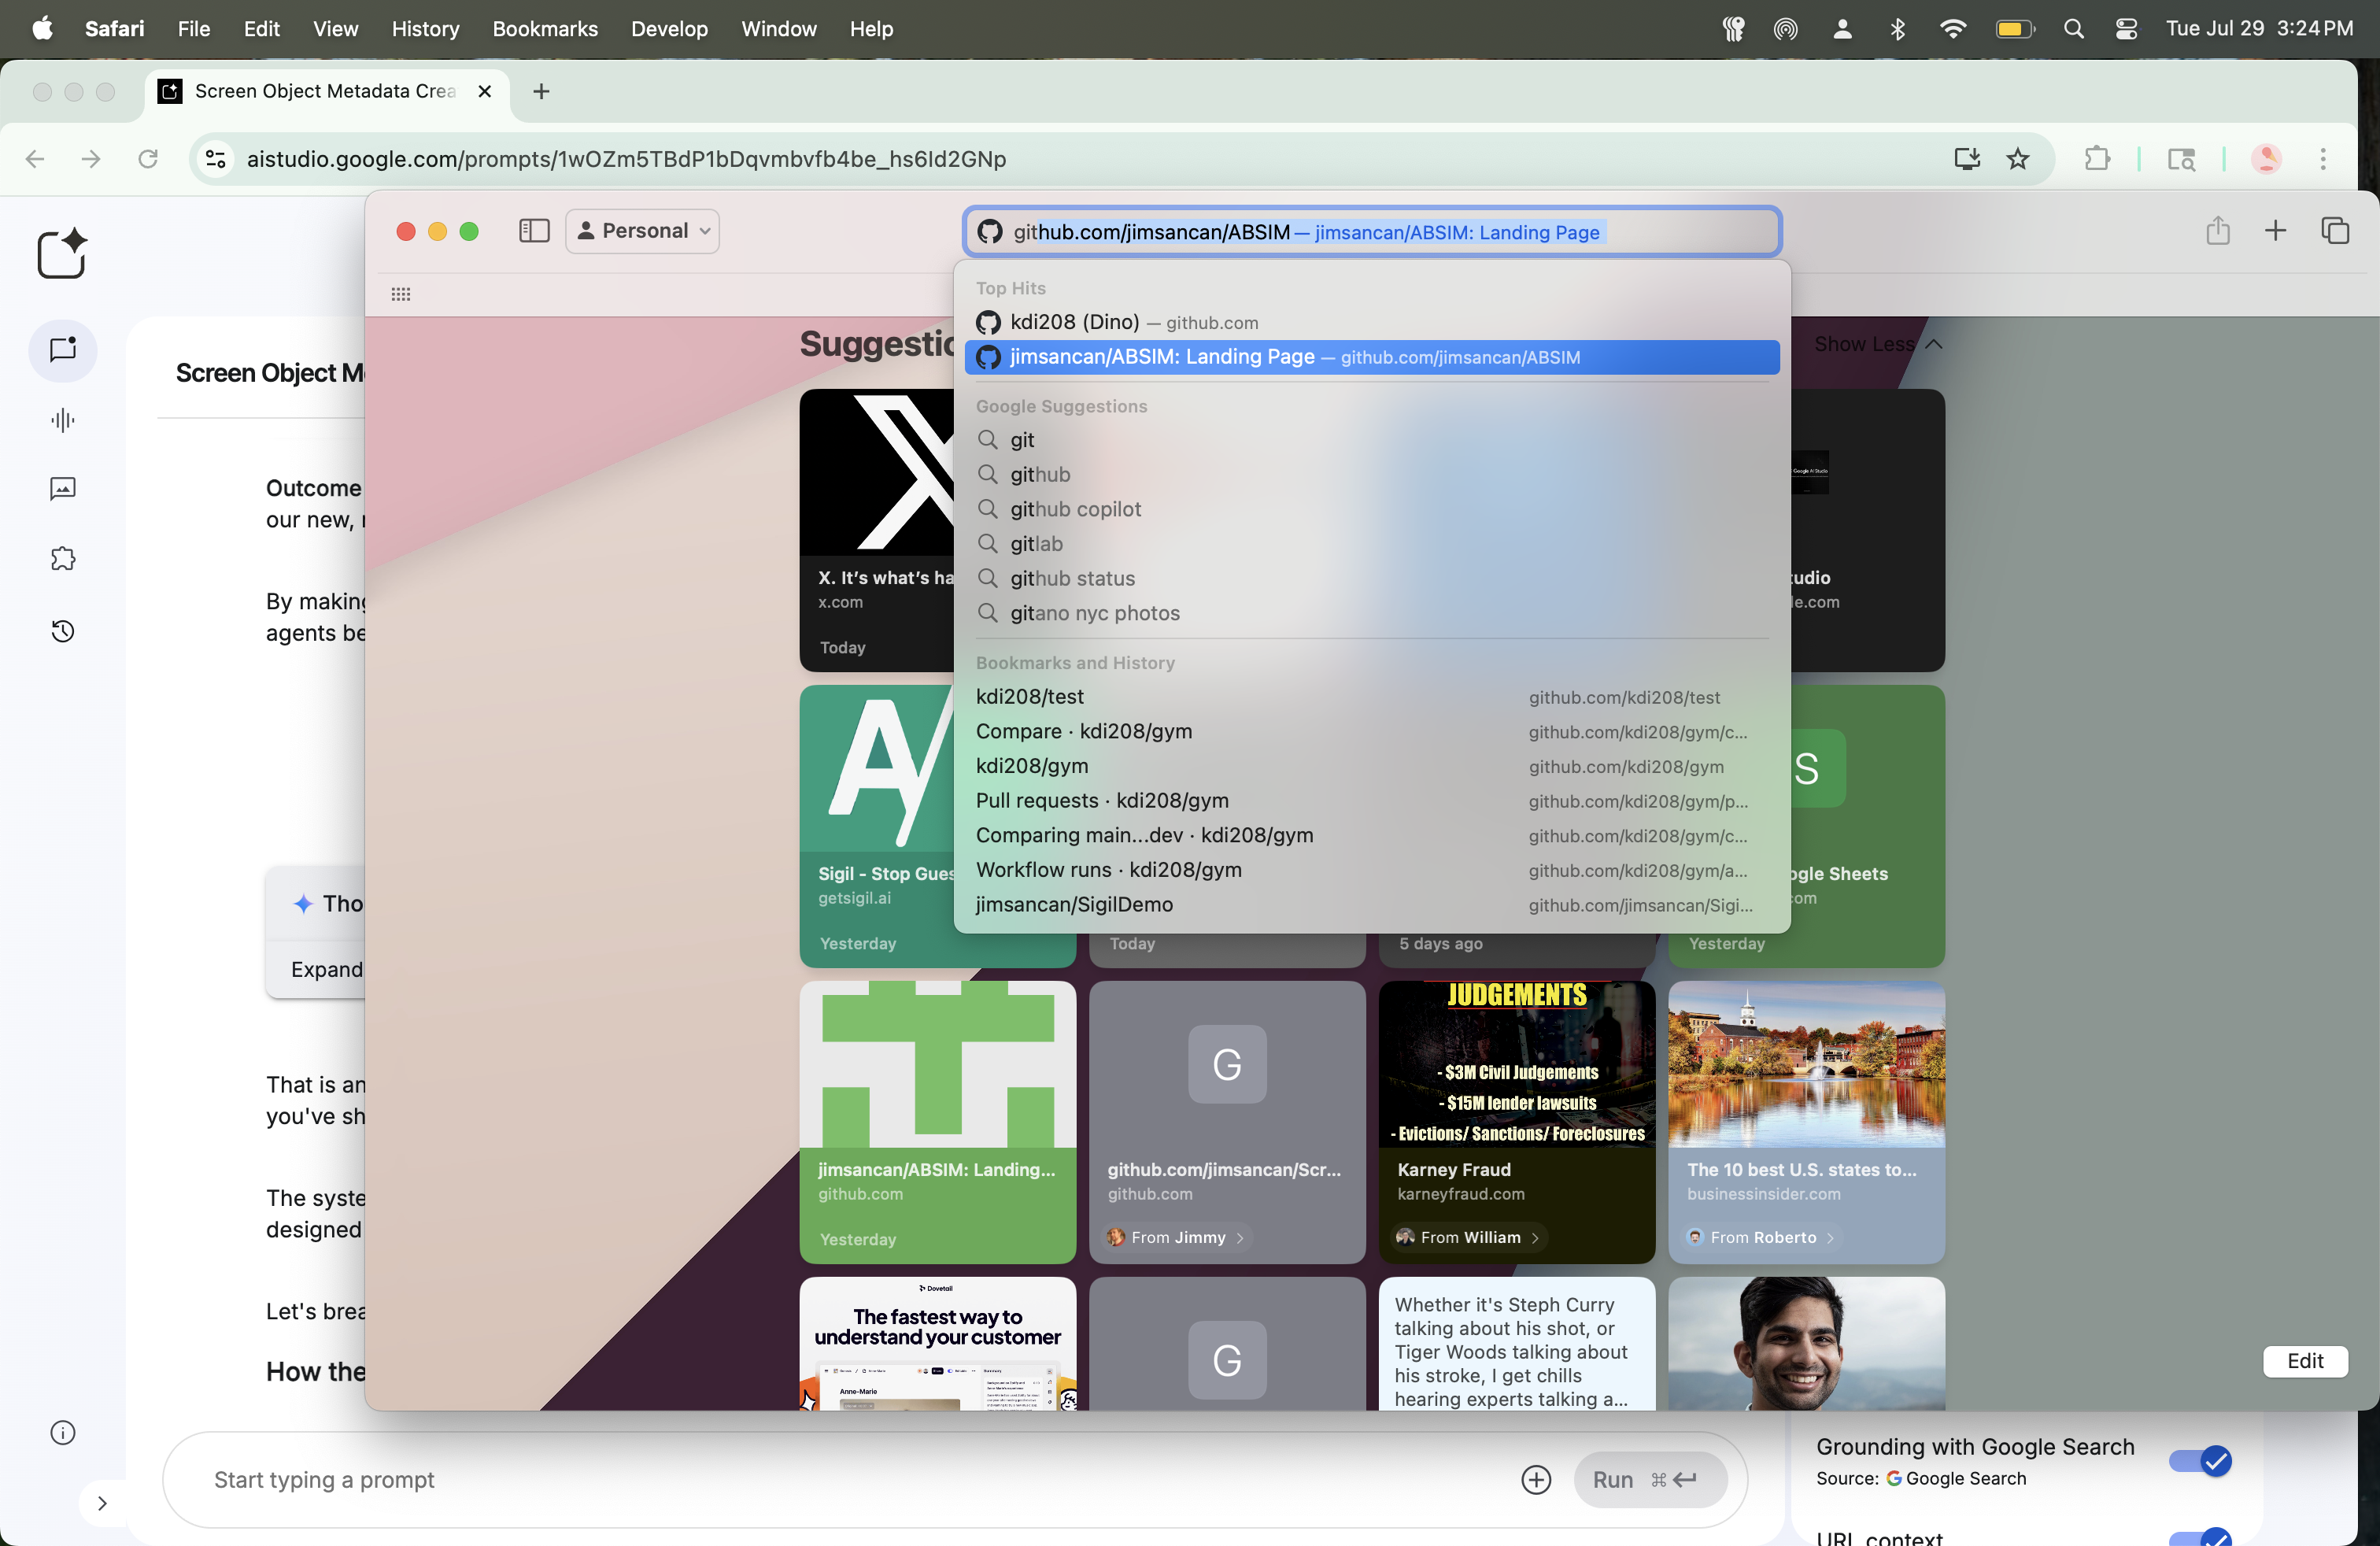 Safari File Edit View History Bookmarks Develop Window Help Tue Jul 29 3:24 PM
Screen Object Metadata Crea
aistudio.google.com/prompts/1wOZm5TBdP1bDqvmbvfb4be_hs6Id2GNp
Personal
github.com/jimsancan/ABSIM — jimsancan/ABSIM: Landing Page
Top Hits
kdi208 (Dino) — github.com
jimsancan/ABSIM: Landing Page — github.com/jimsancan/ABSIM
Google Suggestions
git
github
github copilot
gitlab
github status
gitano nyc photos
Bookmarks and History
kdi208/test github.com/kdi208/test
Compare · kdi208/gym github.com/kdi208/gym/c...
kdi208/gym github.com/kdi208/gym
Pull requests · kdi208/gym github.com/kdi208/gym/p...
Comparing main...dev · kdi208/gym github.com/kdi208/gym/c...
Workflow runs · kdi208/gym github.com/kdi208/gym/a...
jimsancan/SigilDemo github.com/jimsancan/Sigi...
Show Less
Screen Object M
Outcome
our new,
By making
agents be
Tho
Expand
That is an
you've sh
The syste
designed
Let's brea
How the
X
X. It's what's ha
x.com
Today
Google AI Studio
udio
le.com
A/
Sigil - Stop Gues
getsigil.ai
Yesterday
Today
5 days ago
S
ogle Sheets
om
Yesterday
jimsancan/ABSIM: Landing...
github.com
Yesterday
G
github.com/jimsancan/Scr...
github.com
From Jimmy
JUDGEMENTS
- $3M Civil Judgements
- $15M lender lawsuits
- Evictions/ Sanctions/ Foreclosures
Karney Fraud
karneyfraud.com
From William
The 10 best U.S. states to...
businessinsider.com
From Roberto
Dovetail
The fastest way to
understand your customer
Anne-Marie
G
Whether it's Steph Curry
talking about his shot, or
Tiger Woods talking about
his stroke, I get chills
hearing experts talking a...
Edit
Start typing a prompt
Run ⌘
Grounding with Google Search
Source: G Google Search
URL context